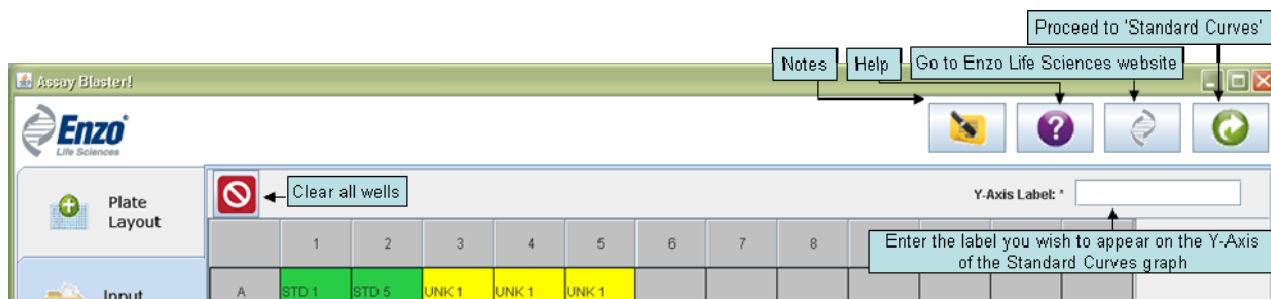 Proceed to 'Standard Curves'
Notes
Help
Go to Enzo Life Sciences website
Assay Blaster!
Enzo
Life Sciences
?
Plate
Layout
Clear all wells
Y-Axis Label: *
1 2 3 4 5 6 7 8
Enter the label you wish to appear on the Y-Axis
of the Standard Curves graph
Input
A STD 1 STD 5 UNK 1 UNK 1 UNK 1